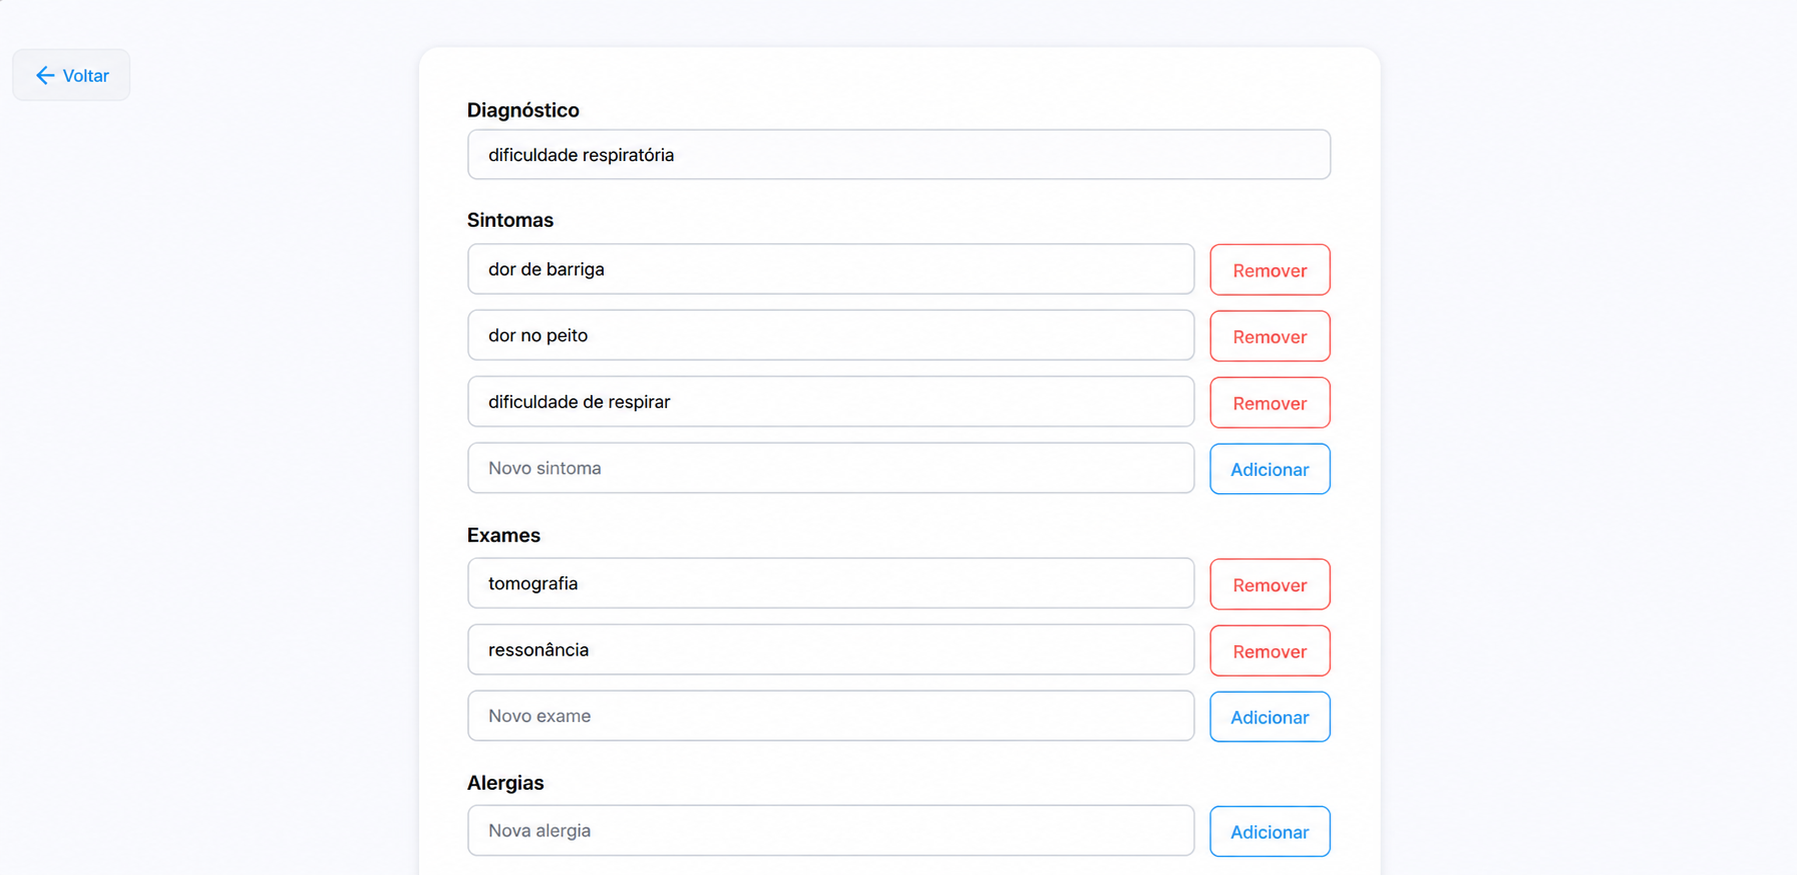 Voltar
Diagnóstico
dificuldade respiratória
Sintomas
dor de barriga
Remover
dor no peito
Remover
dificuldade de respirar
Remover
Novo sintoma
Adicionar
Exames
tomografia
Remover
ressonância
Remover
Novo exame
Adicionar
Alergias
Nova alergia
Adicionar